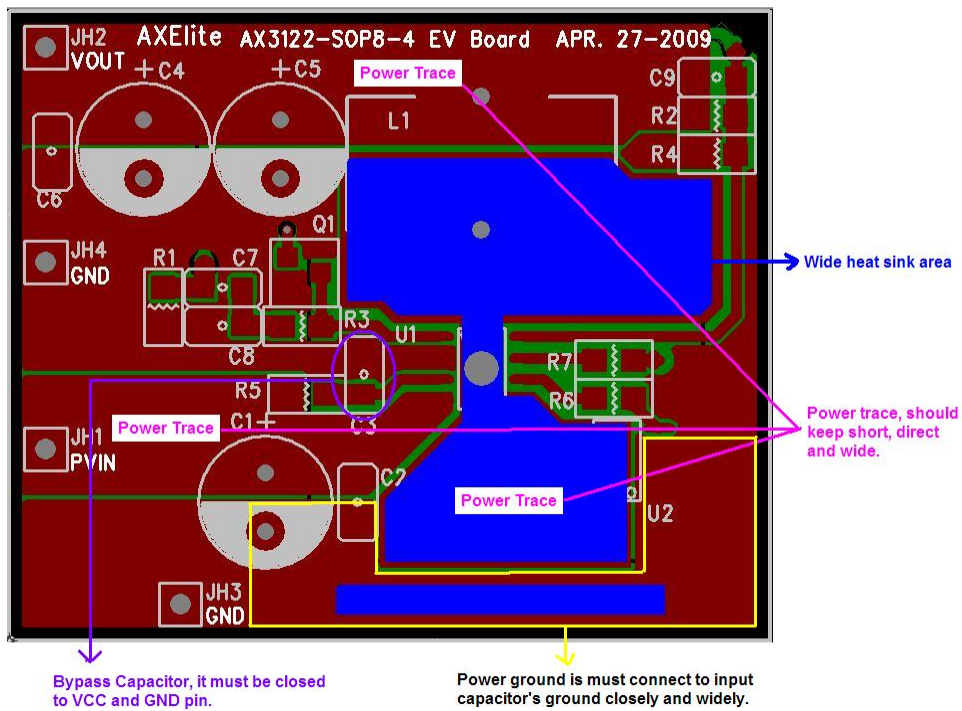 AXElite AX3122-SOP8-4 EV Board APR. 27-2009
JH2
VOUT
+C4
+C5
Power Trace
C9
L1
R2
R4
C6
Q1
JH4
GND
R1
C7
Wide heat sink area
R3
U1
C8
R7
R5
R6
Power Trace
C1+
C3
Power trace, should
keep short, direct
and wide.
JH1
PVIN
C2
Power Trace
U2
JH3
GND
Bypass Capacitor, it must be closed
to VCC and GND pin.
Power ground is must connect to input
capacitor's ground closely and widely.